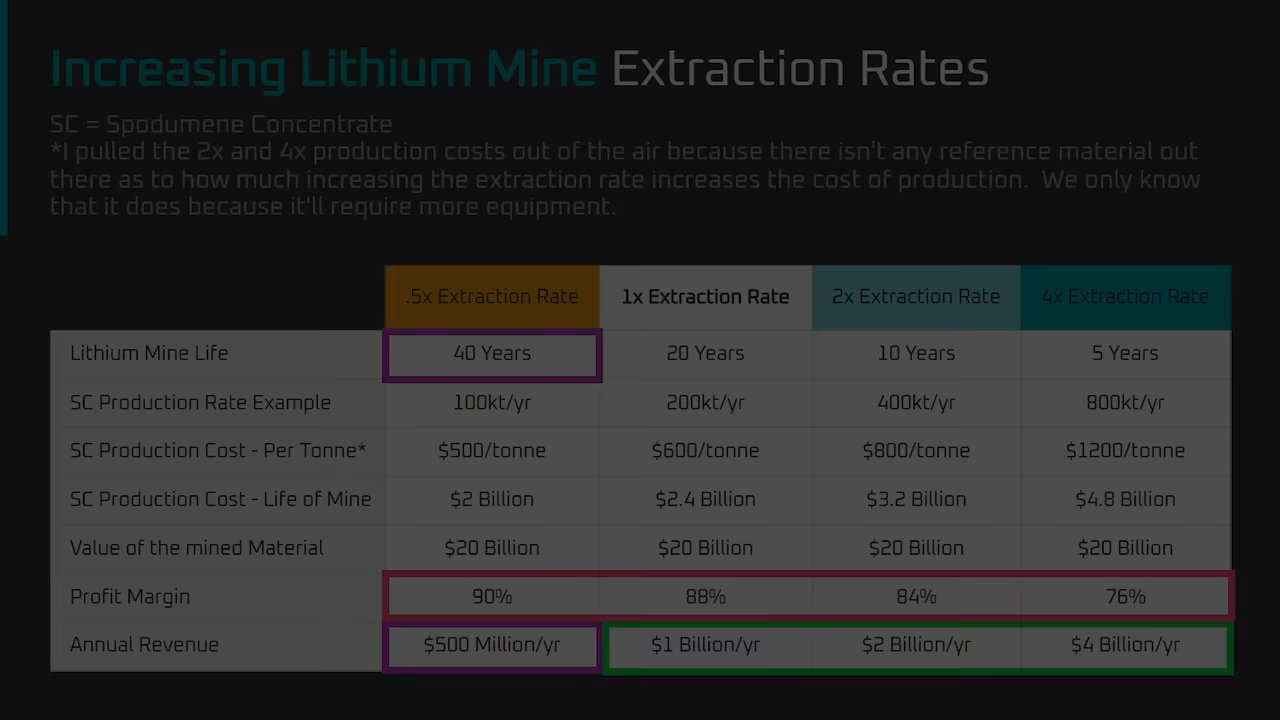 Increasing Lithium Mine Extraction Rates
SC = Spodumene Concentrate
*I pulled the 2x and 4x production costs out of the air because there isn't any reference material out
there as to how much increasing the extraction rate increases the cost of production.  We only know
that it does because it'll require more equipment.
.5x Extraction Rate 1x Extraction Rate 2x Extraction Rate 4x Extraction Rate
Lithium Mine Life 40 Years 20 Years 10 Years 5 Years
SC Production Rate Example 100kt/yr 200kt/yr 400kt/yr 800kt/yr
SC Production Cost - Per Tonne* $500/tonne $600/tonne $800/tonne $1200/tonne
SC Production Cost - Life of Mine $2 Billion $2.4 Billion $3.2 Billion $4.8 Billion
Value of the mined Material $20 Billion $20 Billion $20 Billion $20 Billion
Profit Margin 90% 88% 84% 76%
Annual Revenue $500 Million/yr $1 Billion/yr $2 Billion/yr $4 Billion/yr